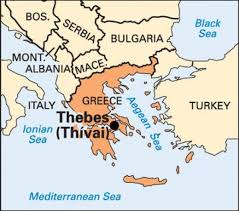 BOS.
SERBIA
Black
Sea
BULGARIA
MONT.
ALBANIA
MACE.
ITALY
GREECE
TURKEY
Thebes
(Thívai)
Aegean Sea
Ionian
Sea
Mediterranean Sea